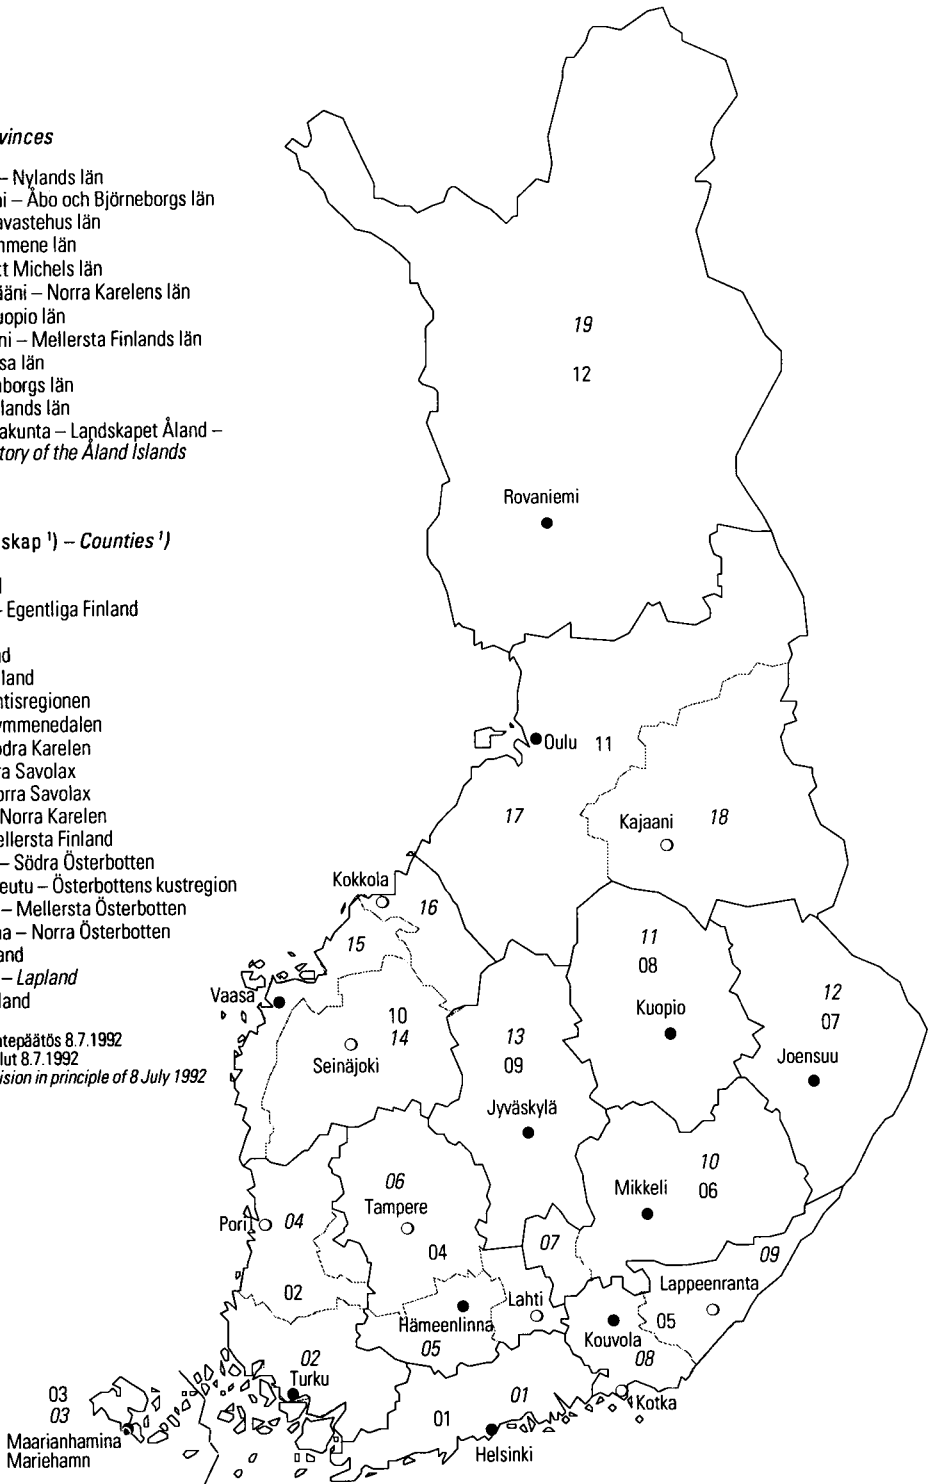 vinces
– Nylands län
ni – Åbo och Björneborgs län
avastehus län
mmene län
tt Michels län
ääni – Norra Karelens län
uopio län
ni – Mellersta Finlands län
sa län
aborgs län
lands län
akunta – Landskapet Åland –
tory of the Åland Islands
skap ¹) – Counties ¹)
d
- Egentliga Finland
nd
land
ntisregionen
ymmenedalen
ödra Karelen
ra Savolax
orra Savolax
Norra Karelen
ellersta Finland
– Södra Österbotten
eutu – Österbottens kustregion
– Mellersta Österbotten
na – Norra Österbotten
and
– Lapland
land
tepäätös 8.7.1992
lut 8.7.1992
ision in principle of 8 July 1992
19
12
Rovaniemi
Oulu 11
17
Kajaani 18
Kokkola
16
15
11
08
Kuopio
Vaasa
10
14
Seinäjoki
13
09
Jyväskylä
12
07
Joensuu
10
Mikkeli 06
06
Tampere
04
Pori 04
07
09
02
Lahti
Lappeenranta
Hämeenlinna
05
05
Kouvola
08
02
Turku
03
03
Maarianhamina
Mariehamn
01
01
Kotka
Helsinki